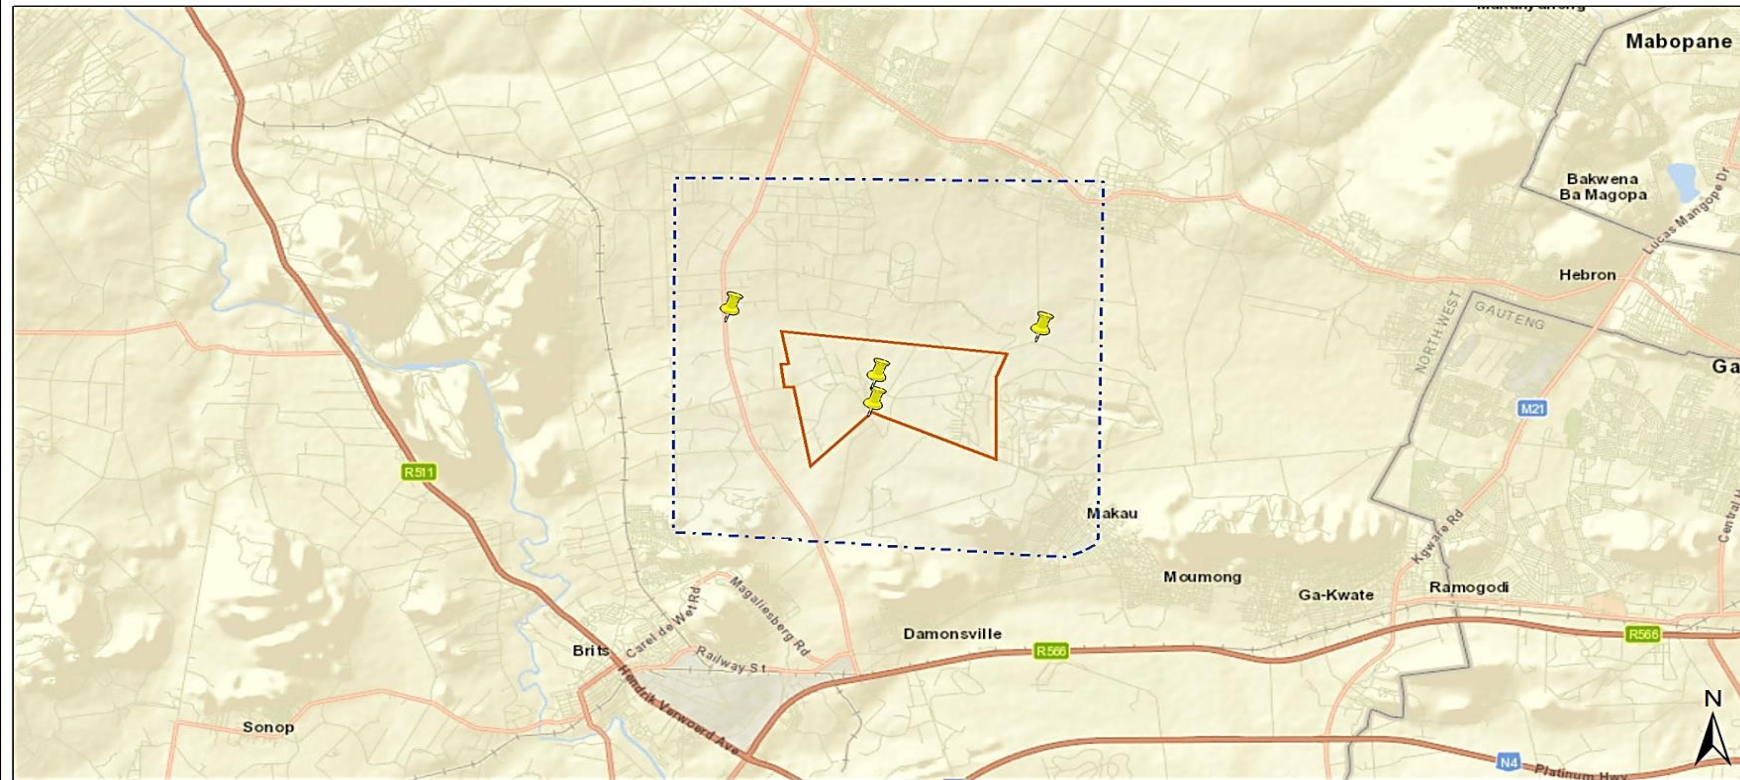 Mabopane
Bakwena
Ba Magopa
Lucas Mangope Dr
Hebron
NORTH WEST
GAUTENG
Ga
M21
R511
Makau
Kgware Rd
Central
Moumong
Ga-Kwate
Ramogodi
Magaliesberg Rd
Carel de Wet Rd
Damonsville
R566
R566
Brits
Railway St
Hendrik Verwoerd Ave
Sonop
N
N4
Platinum Hwy